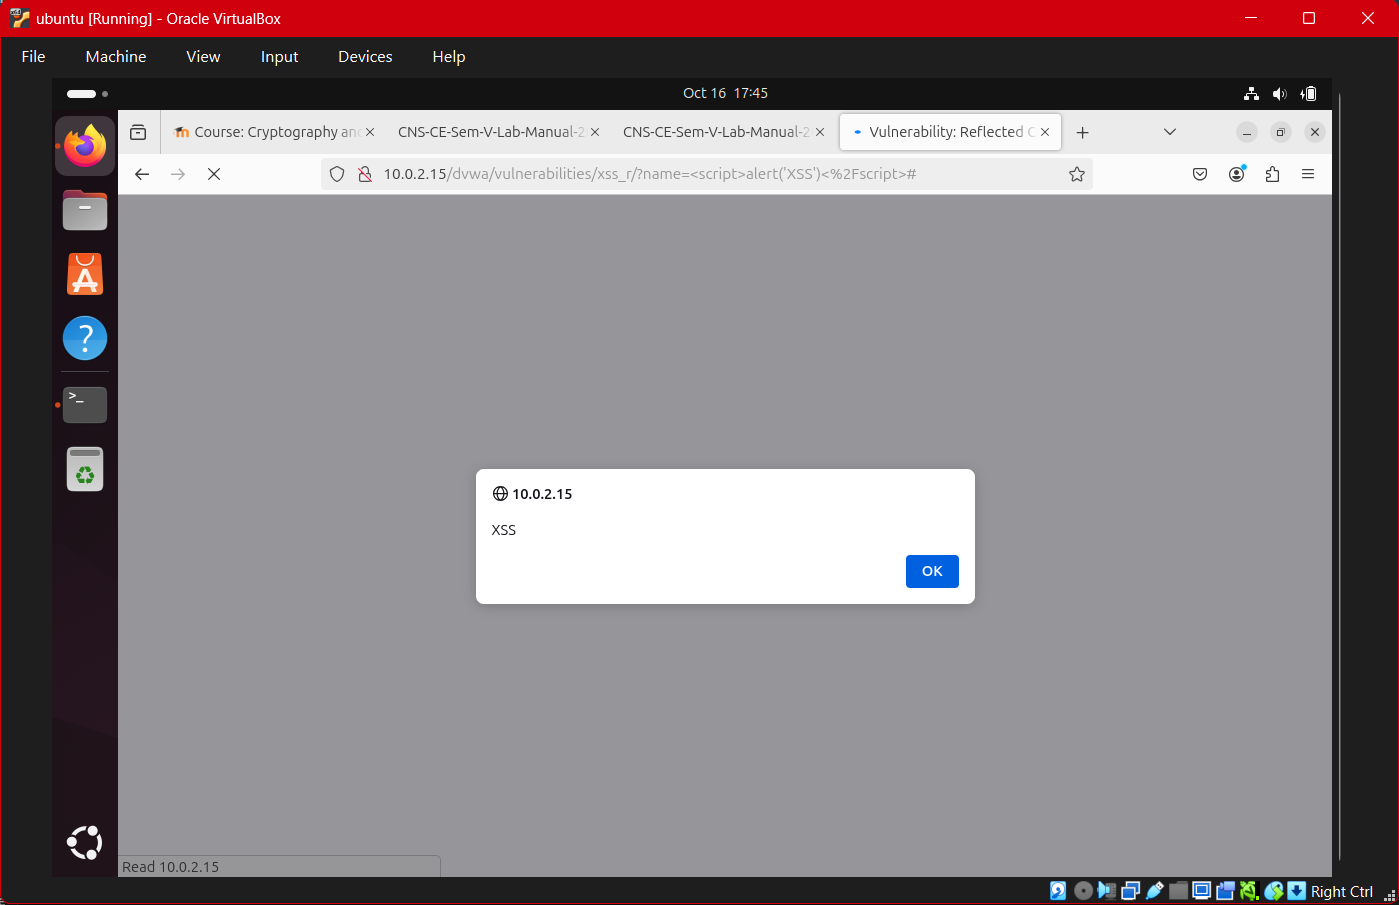 ubuntu [Running] - Oracle VirtualBox
File Machine View Input Devices Help
Oct 16 17:45
Course: Cryptography an
CNS-CE-Sem-V-Lab-Manual-2
CNS-CE-Sem-V-Lab-Manual-2
Vulnerability: Reflected C
10.0.2.15/dvwa/vulnerabilities/xss_r/?name=<script>alert('XSS')<%2Fscript>#
10.0.2.15
XSS
OK
Read 10.0.2.15
Right Ctrl